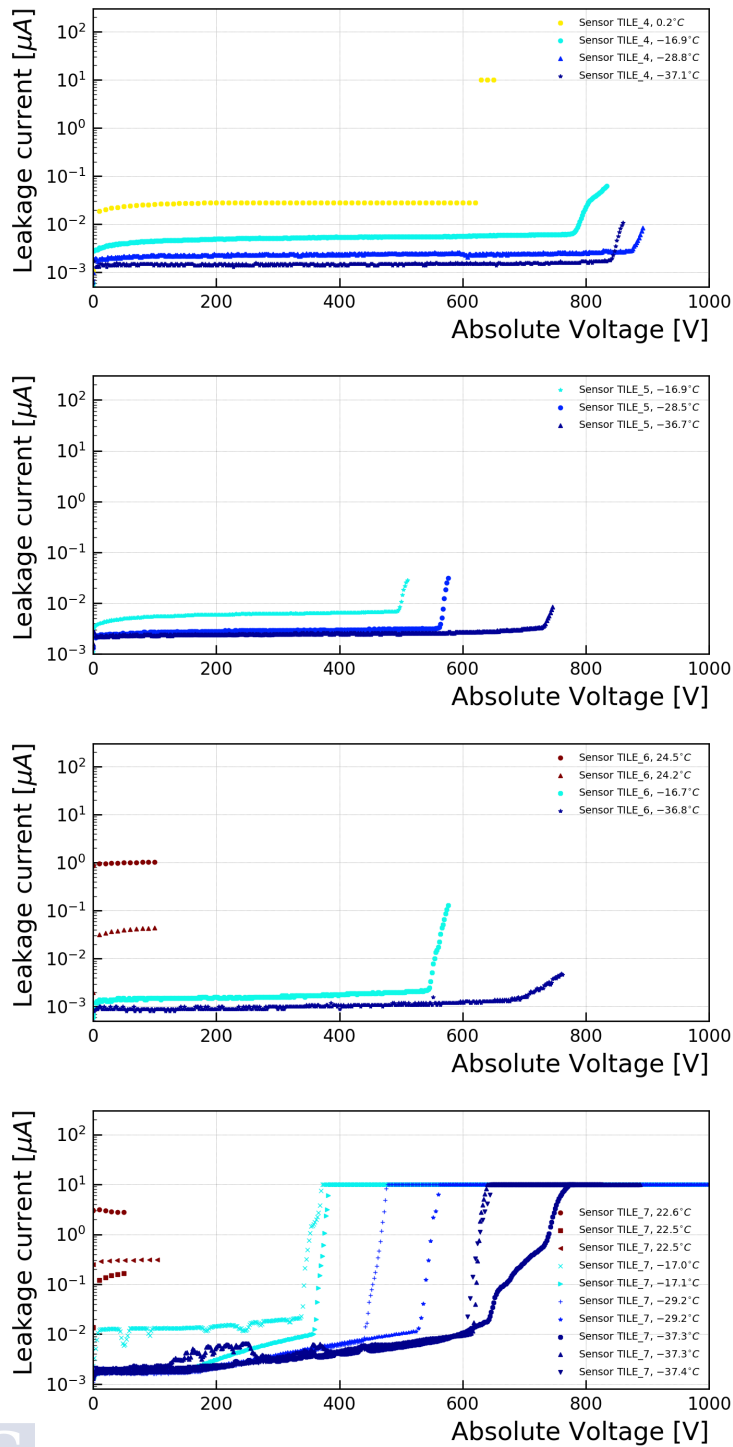 Leakage current [μA]
10²
10¹
10⁰
10⁻¹
10⁻²
10⁻³
Sensor TILE_4, 0.2°C
Sensor TILE_4, −16.9°C
Sensor TILE_4, −28.8°C
Sensor TILE_4, −37.1°C
0 200 400 600 800 1000
Absolute Voltage [V]
Leakage current [μA]
10²
10¹
10⁰
10⁻¹
10⁻²
10⁻³
Sensor TILE_5, −16.9°C
Sensor TILE_5, −28.5°C
Sensor TILE_5, −36.7°C
0 200 400 600 800 1000
Absolute Voltage [V]
Leakage current [μA]
10²
10¹
10⁰
10⁻¹
10⁻²
10⁻³
Sensor TILE_6, 24.5°C
Sensor TILE_6, 24.2°C
Sensor TILE_6, −16.7°C
Sensor TILE_6, −36.8°C
0 200 400 600 800 1000
Absolute Voltage [V]
Leakage current [μA]
10²
10¹
10⁰
10⁻¹
10⁻²
10⁻³
Sensor TILE_7, 22.6°C
Sensor TILE_7, 22.5°C
Sensor TILE_7, 22.5°C
Sensor TILE_7, −17.0°C
Sensor TILE_7, −17.1°C
Sensor TILE_7, −29.2°C
Sensor TILE_7, −29.2°C
Sensor TILE_7, −37.3°C
Sensor TILE_7, −37.3°C
Sensor TILE_7, −37.4°C
0 200 400 600 800 1000
Absolute Voltage [V]